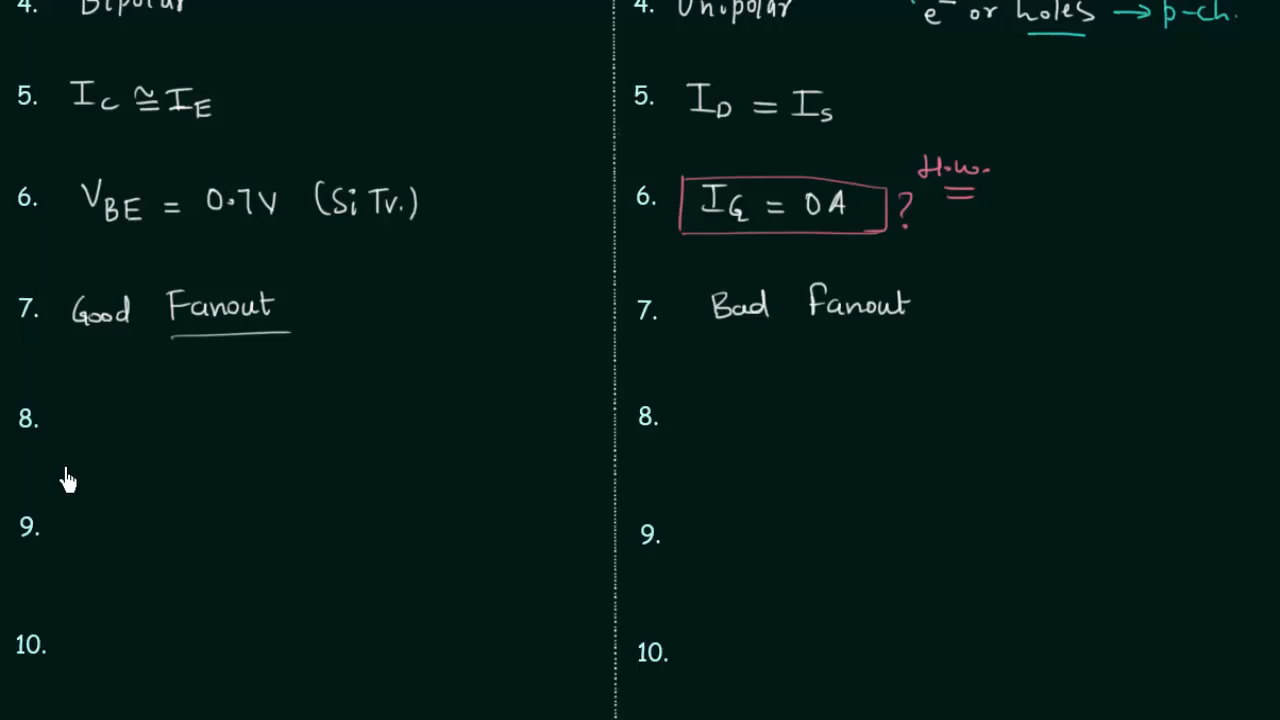 4. Bipolar
5. I_C ≅ I_E
6. V_BE = 0.7V (Si Tr.)
7. Good Fanout
8.
9.
10.
4. Unipolar e⁻ or holes → p-ch.
5. I_D = I_S
H.W.
6. I_G = 0A ?
7. Bad fanout
8.
9.
10.